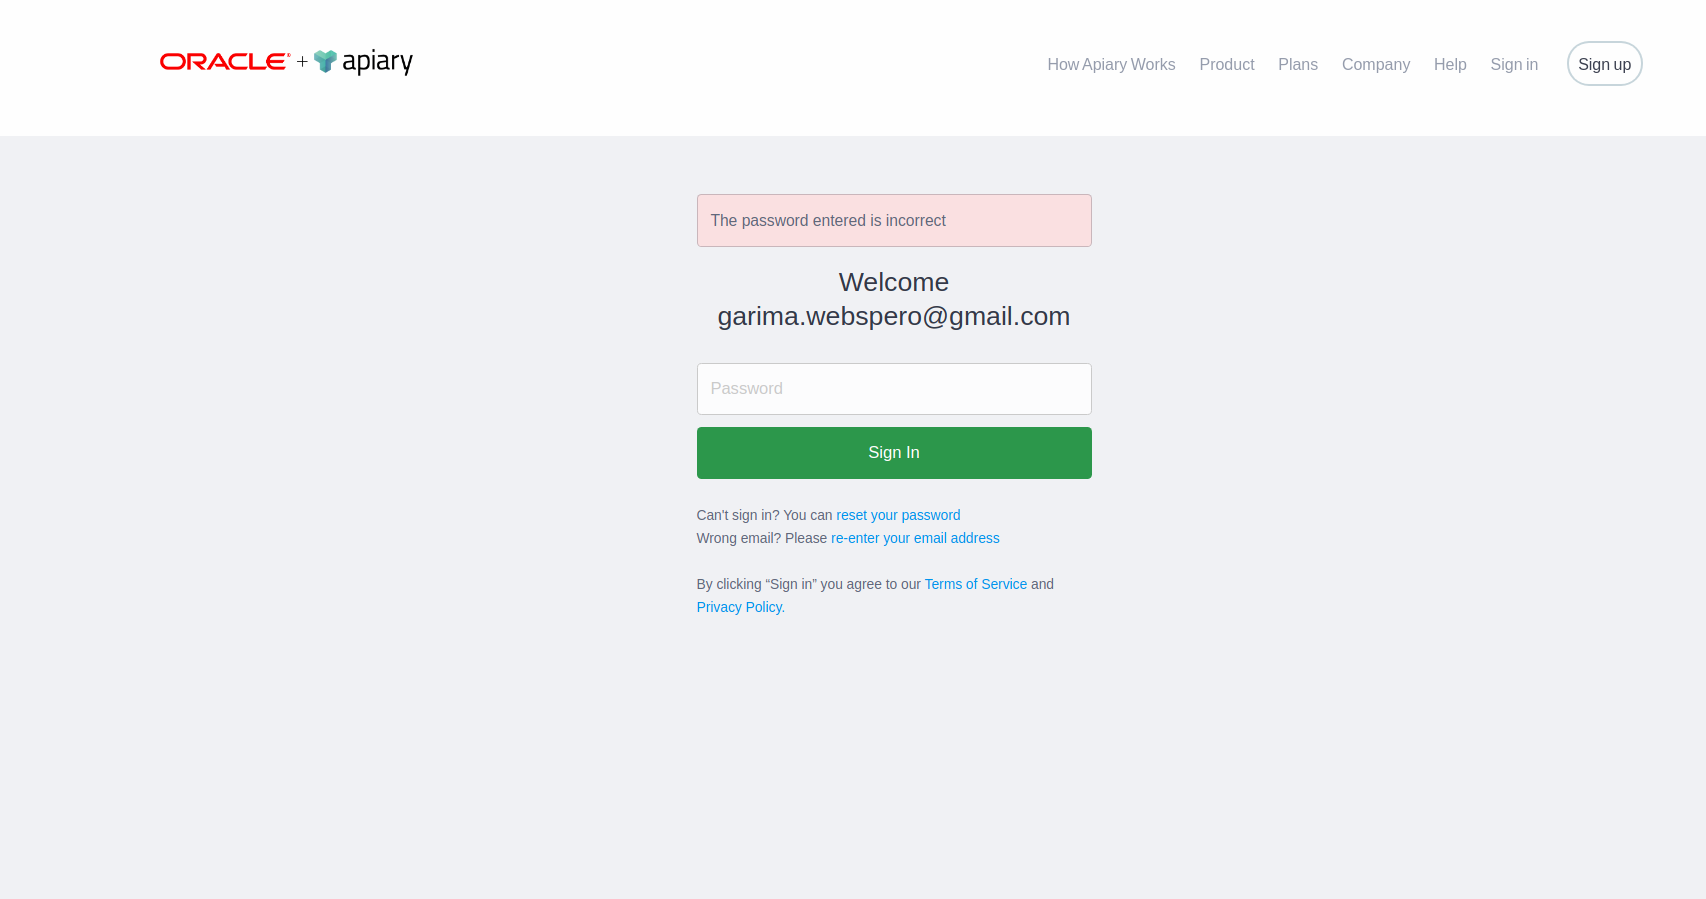 ORACLE® + apiary
How Apiary Works Product Plans Company Help Sign in Sign up
The password entered is incorrect
Welcome
garima.webspero@gmail.com
Password
Sign In
Can't sign in? You can reset your password
Wrong email? Please re-enter your email address
By clicking “Sign in” you agree to our Terms of Service and
Privacy Policy.